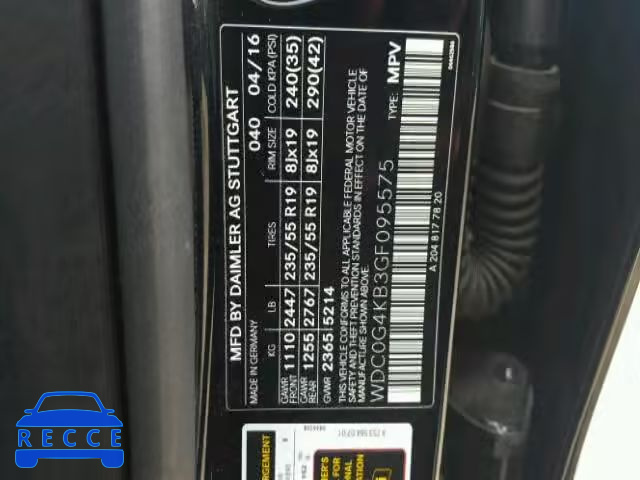 MFD BY DAIMLER AG STUTTGART 04/16
MADE IN GERMANY 040
KG LB TIRES RIM SIZE COLD KPA(PSI)
GAWR FRONT 1110 2447 235/55 R19 8Jx19 240(35)
GAWR REAR 1255 2767 235/55 R19 8Jx19 290(42)
GVWR 2365 5214
THIS VEHICLE CONFORMS TO ALL APPLICABLE FEDERAL MOTOR VEHICLE
SAFETY AND THEFT PREVENTION STANDARDS IN EFFECT ON THE DATE OF
MANUFACTURE SHOWN ABOVE.
WDC0G4KB3GF095575 TYPE: MPV
A 204 817 78 20
RECS